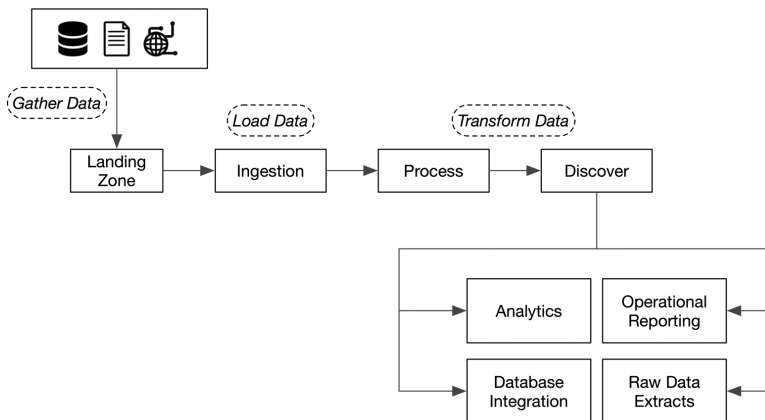 Gather Data
Load Data
Transform Data
Landing
Zone
Ingestion
Process
Discover
Analytics
Operational
Reporting
Database
Integration
Raw Data
Extracts